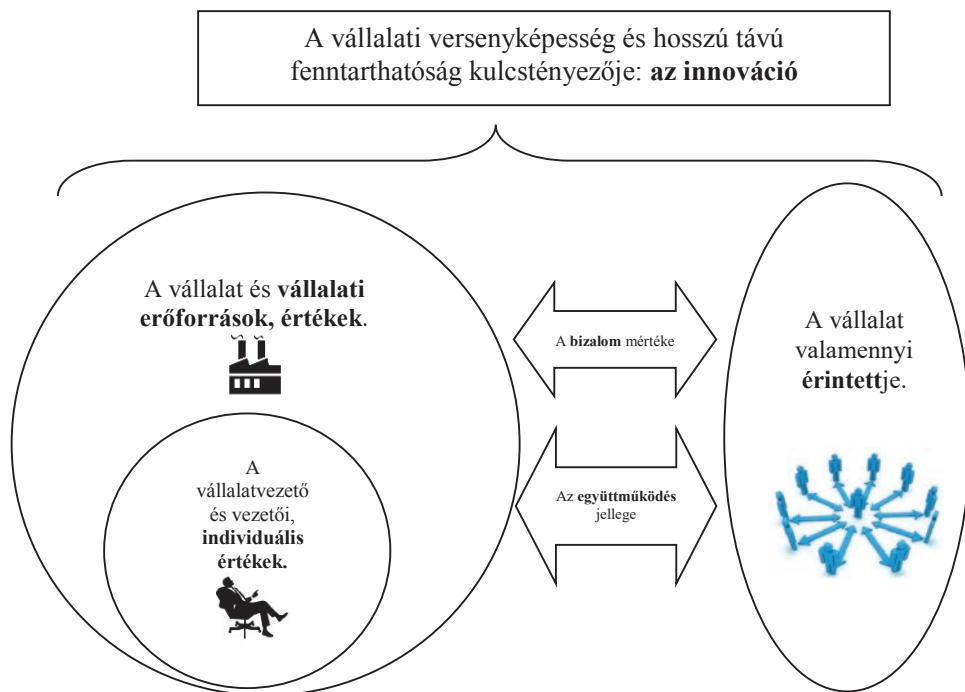 A vállalati versenyképesség és hosszú távú
fenntarthatóság kulcstényezője: az innováció
A vállalat és vállalati
erőforrások, értékek.
A
vállalatvezető
és vezetői,
individuális
értékek.
A bizalom mértéke
Az együttműködés
jellege
A vállalat
valamennyi
érintettje.